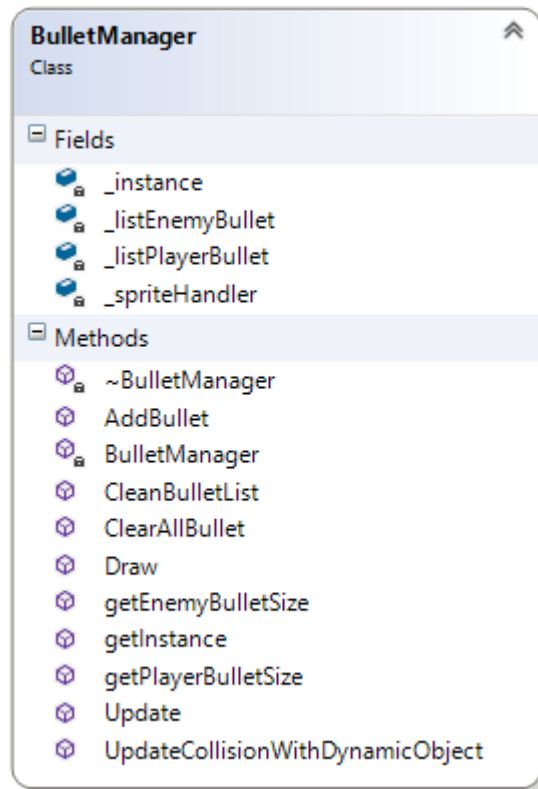 BulletManager
Class
Fields
_instance
_listEnemyBullet
_listPlayerBullet
_spriteHandler
Methods
~BulletManager
AddBullet
BulletManager
CleanBulletList
ClearAllBullet
Draw
getEnemyBulletSize
getInstance
getPlayerBulletSize
Update
UpdateCollisionWithDynamicObject